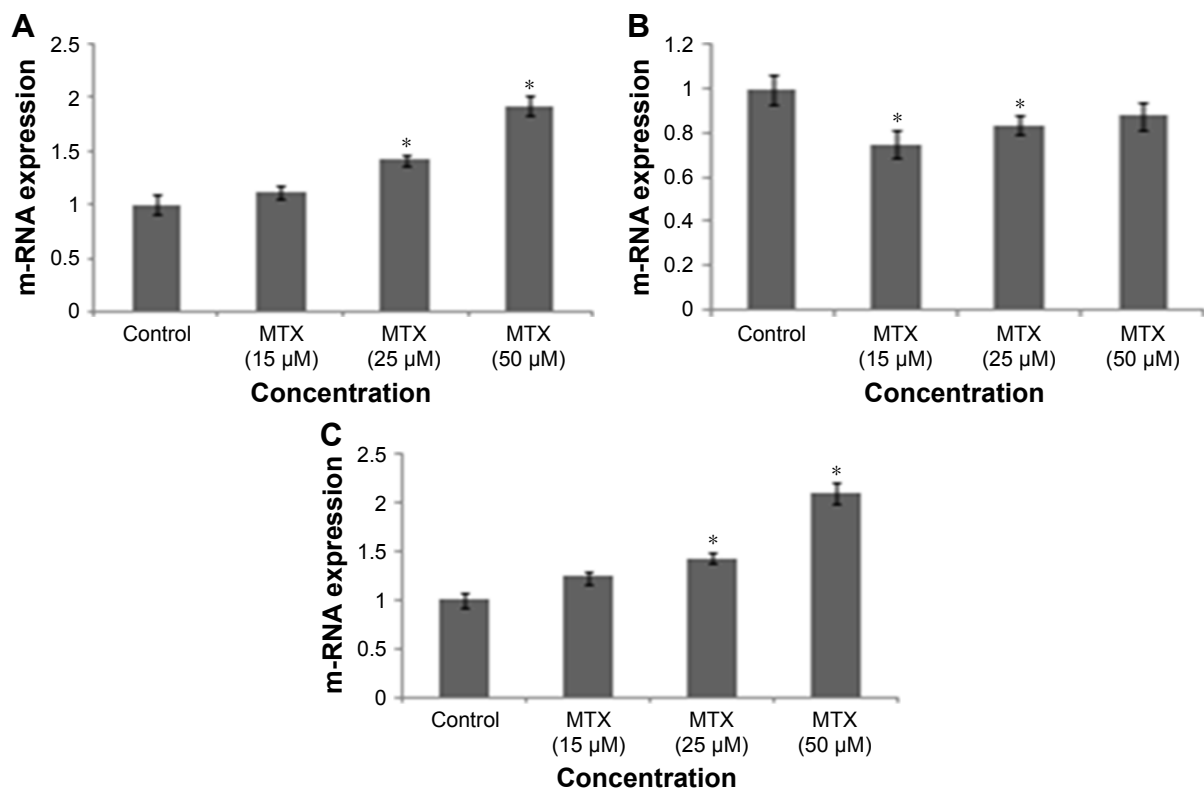 A
m-RNA expression
2.5
2
1.5
1
0.5
0
*
*
Control
MTX
(15 µM)
MTX
(25 µM)
MTX
(50 µM)
Concentration
B
m-RNA expression
1.2
1
0.8
0.6
0.4
0.2
0
*
*
Control
MTX
(15 µM)
MTX
(25 µM)
MTX
(50 µM)
Concentration
C
m-RNA expression
2.5
2
1.5
1
0.5
0
*
*
Control
MTX
(15 µM)
MTX
(25 µM)
MTX
(50 µM)
Concentration